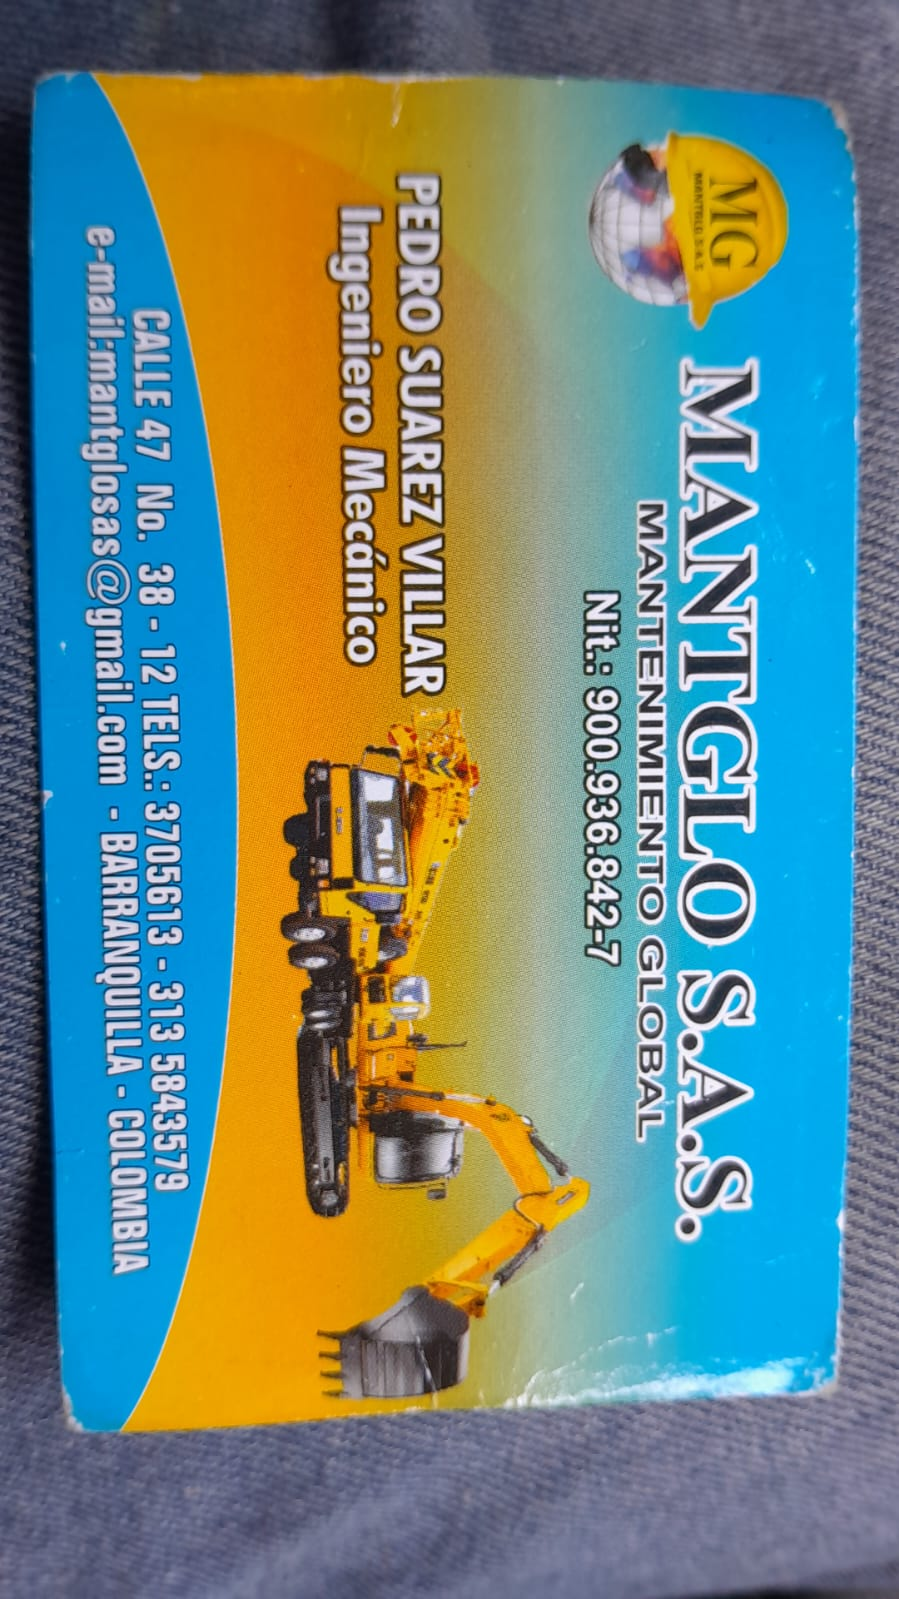 MG
MANTGLO S.A.S
MANTGLO S.A.S.
MANTENIMIENTO GLOBAL
Nit.: 900.936.842-7
PEDRO SUAREZ VILLAR
Ingeniero Mecánico
CALLE 47 No. 38 - 12 TELS.: 3705613 - 313 5843579
e-mail:mantglosas@gmail.com - BARRANQUILLA - COLOMBIA